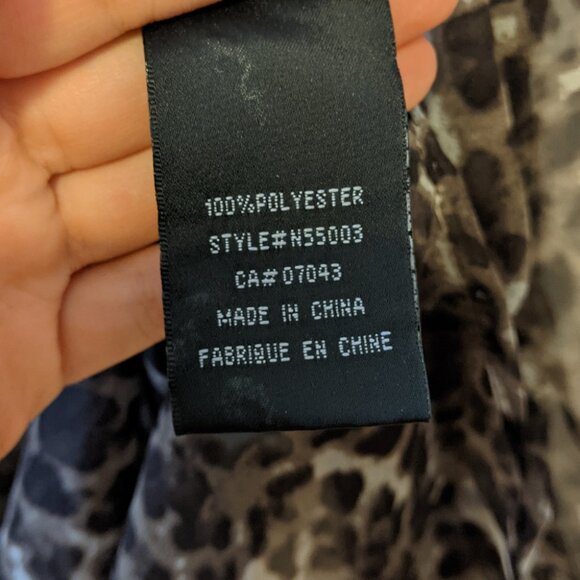 100%POLYESTER
STYLE#N55003
CA#07043
MADE IN CHINA
FABRIQUE EN CHINE